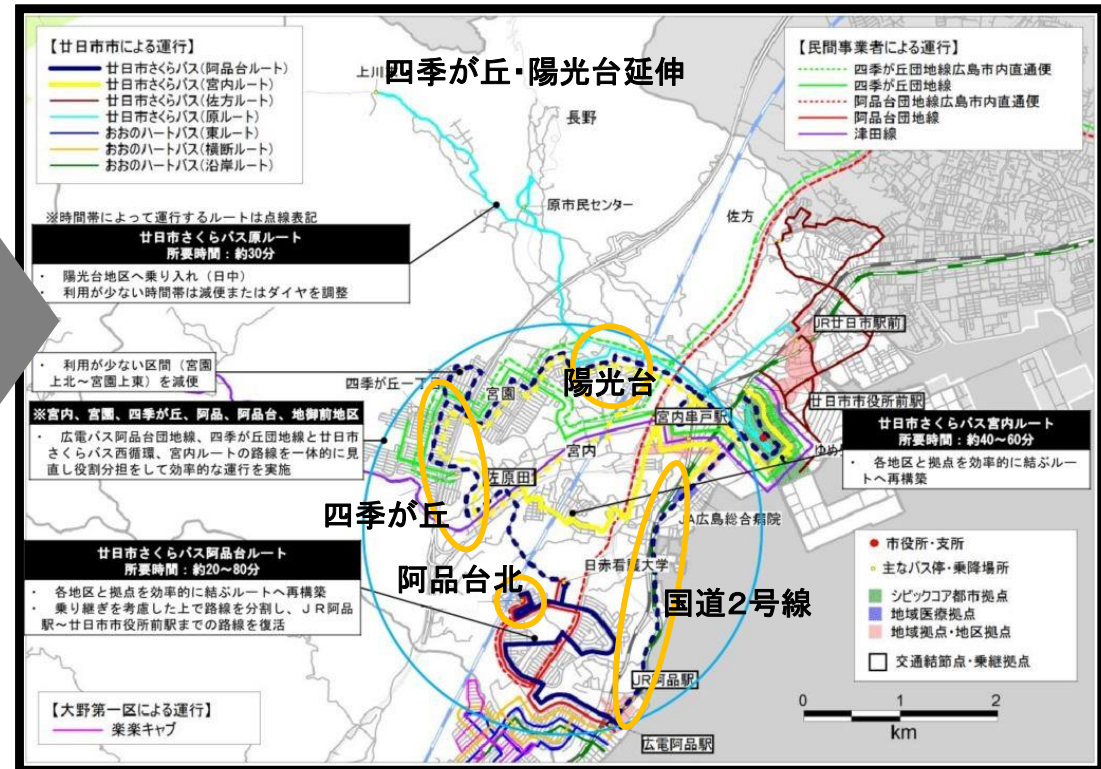 【廿日市市による運行】
廿日市さくらバス(阿品台ルート)
廿日市さくらバス(宮内ルート)
廿日市さくらバス(佐方ルート)
廿日市さくらバス(原ルート)
おおのハートバス(東ルート)
おおのハートバス(横断ルート)
おおのハートバス(沿岸ルート)
四季が丘・陽光台延伸
上川
長野
原市民センター
【民間事業者による運行】
四季が丘団地線広島市内直通便
四季が丘団地線
阿品台団地線広島市内直通便
阿品台団地線
津田線
佐方
※時間帯によって運行するルートは点線表記
廿日市さくらバス原ルート
所要時間：約30分
・ 陽光台地区へ乗り入れ（日中）
・ 利用が少ない時間帯は減便またはダイヤを調整
・ 利用が少ない区間（宮園
上北～宮園上東）を減便
四季が丘一丁
宮園
陽光台
JR廿日市駅前
廿日市市役所前駅
宮内串戸駅
※宮内、宮園、四季が丘、阿品、阿品台、地御前地区
・ 広電バス阿品台団地線、四季が丘団地線と廿日市
さくらバス西循環、宮内ルートの路線を一体的に見
直し役割分担をして効率的な運行を実施
宮内
佐原田
四季が丘
ゆめ
廿日市さくらバス宮内ルート
所要時間：約40～60分
・ 各地区と拠点を効率的に結ぶルー
トへ再構築
JA広島総合病院
日赤看護大学
阿品台北
国道２号線
廿日市さくらバス阿品台ルート
所要時間：約20～80分
・ 各地区と拠点を効率的に結ぶルートへ再構築
・ 乗り継ぎを考慮した上で路線を分割し、ＪＲ阿品
駅～廿日市市役所前駅までの路線を復活
市役所・支所
主なバス停・乗降場所
シビックコア都市拠点
地域医療拠点
地域拠点・地区拠点
交通結節点・乗継拠点
JR阿品駅
広電阿品駅
【大野第一区による運行】
楽楽キャブ
0 1 2
km